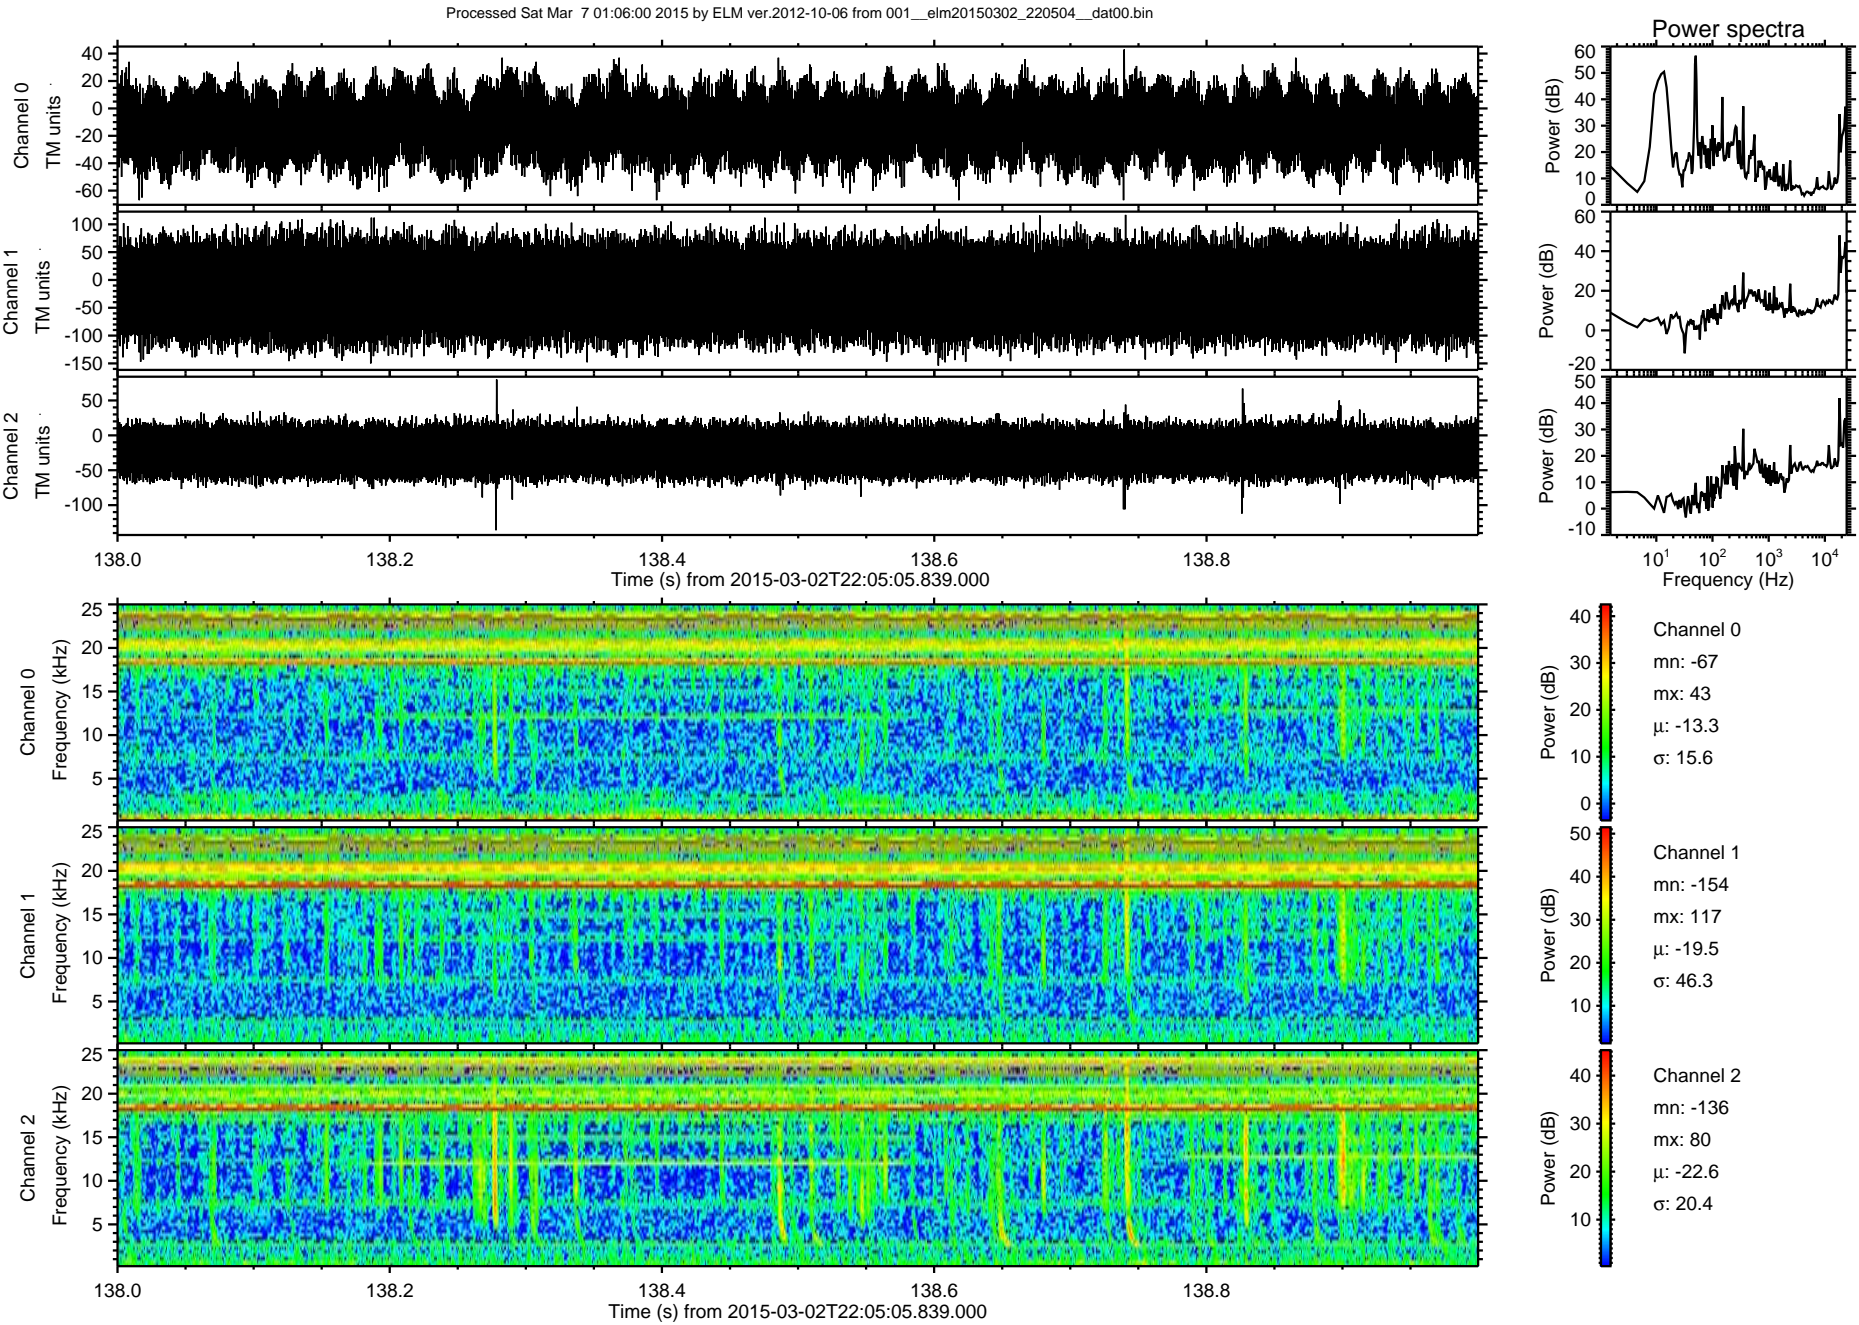 Processed Sat Mar 7 01:06:00 2015 by ELM ver.2012-10-06 from 001__elm20150302_220504__dat00.bin
Power spectra
Channel 0
TM units
40
20
0
-20
-40
-60
Power (dB)
60
50
40
30
20
10
0
Channel 1
TM units
100
50
0
-50
-100
-150
Power (dB)
60
40
20
0
-20
Channel 2
TM units
50
0
-50
-100
Power (dB)
50
40
30
20
10
0
-10
138.0 138.2 138.4 138.6 138.8
Time (s) from 2015-03-02T22:05:05.839.000
10^1 10^2 10^3 10^4
Frequency (Hz)
Channel 0
Frequency (kHz)
25
20
15
10
5
Power (dB)
40
30
20
10
0
Channel 0
mn: -67
mx: 43
μ: -13.3
σ: 15.6
Channel 1
Frequency (kHz)
25
20
15
10
5
Power (dB)
50
40
30
20
10
Channel 1
mn: -154
mx: 117
μ: -19.5
σ: 46.3
Channel 2
Frequency (kHz)
25
20
15
10
5
Power (dB)
40
30
20
10
Channel 2
mn: -136
mx: 80
μ: -22.6
σ: 20.4
138.0 138.2 138.4 138.6 138.8
Time (s) from 2015-03-02T22:05:05.839.000